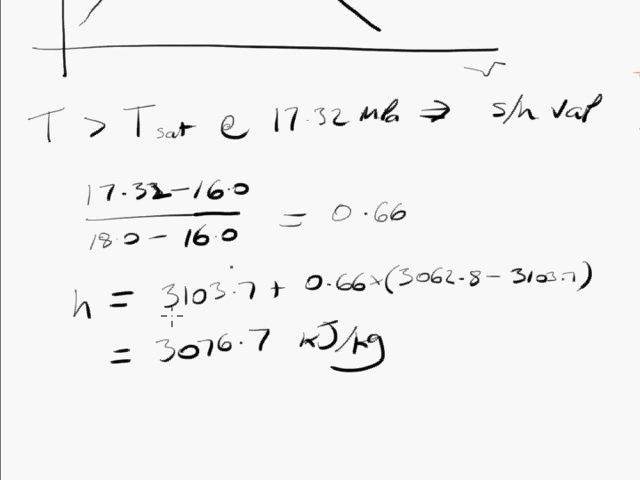 v
T > Tsat @ 17.32 MPa ⇒ s/h vap
17.32 - 16.0
18.0 - 16.0
= 0.66
h = 3103.7 + 0.66 × (3062.8 - 3103.7)
= 3076.7 kJ/kg